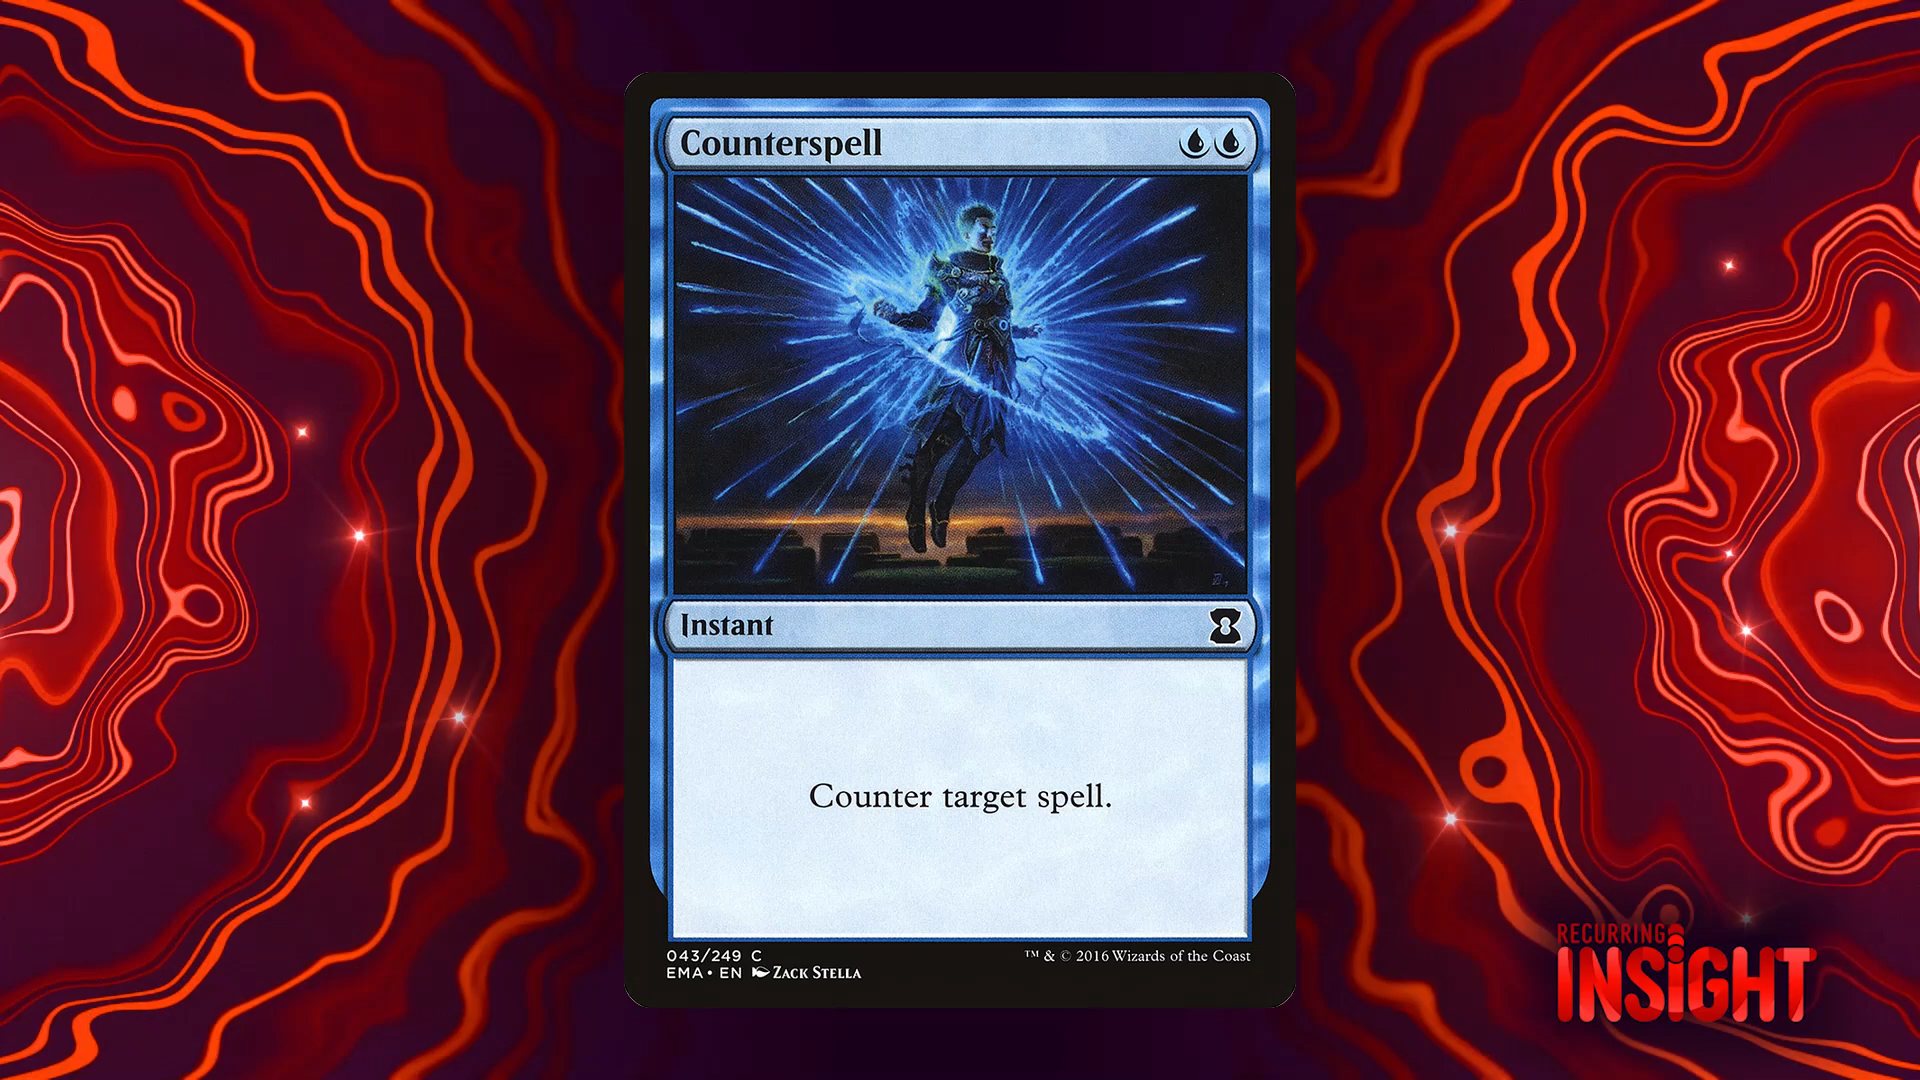 Counterspell
Instant
Counter target spell.
043/249 C
EMA • EN ZACK STELLA
™ & © 2016 Wizards of the Coast
RECURRING
INSIGHT